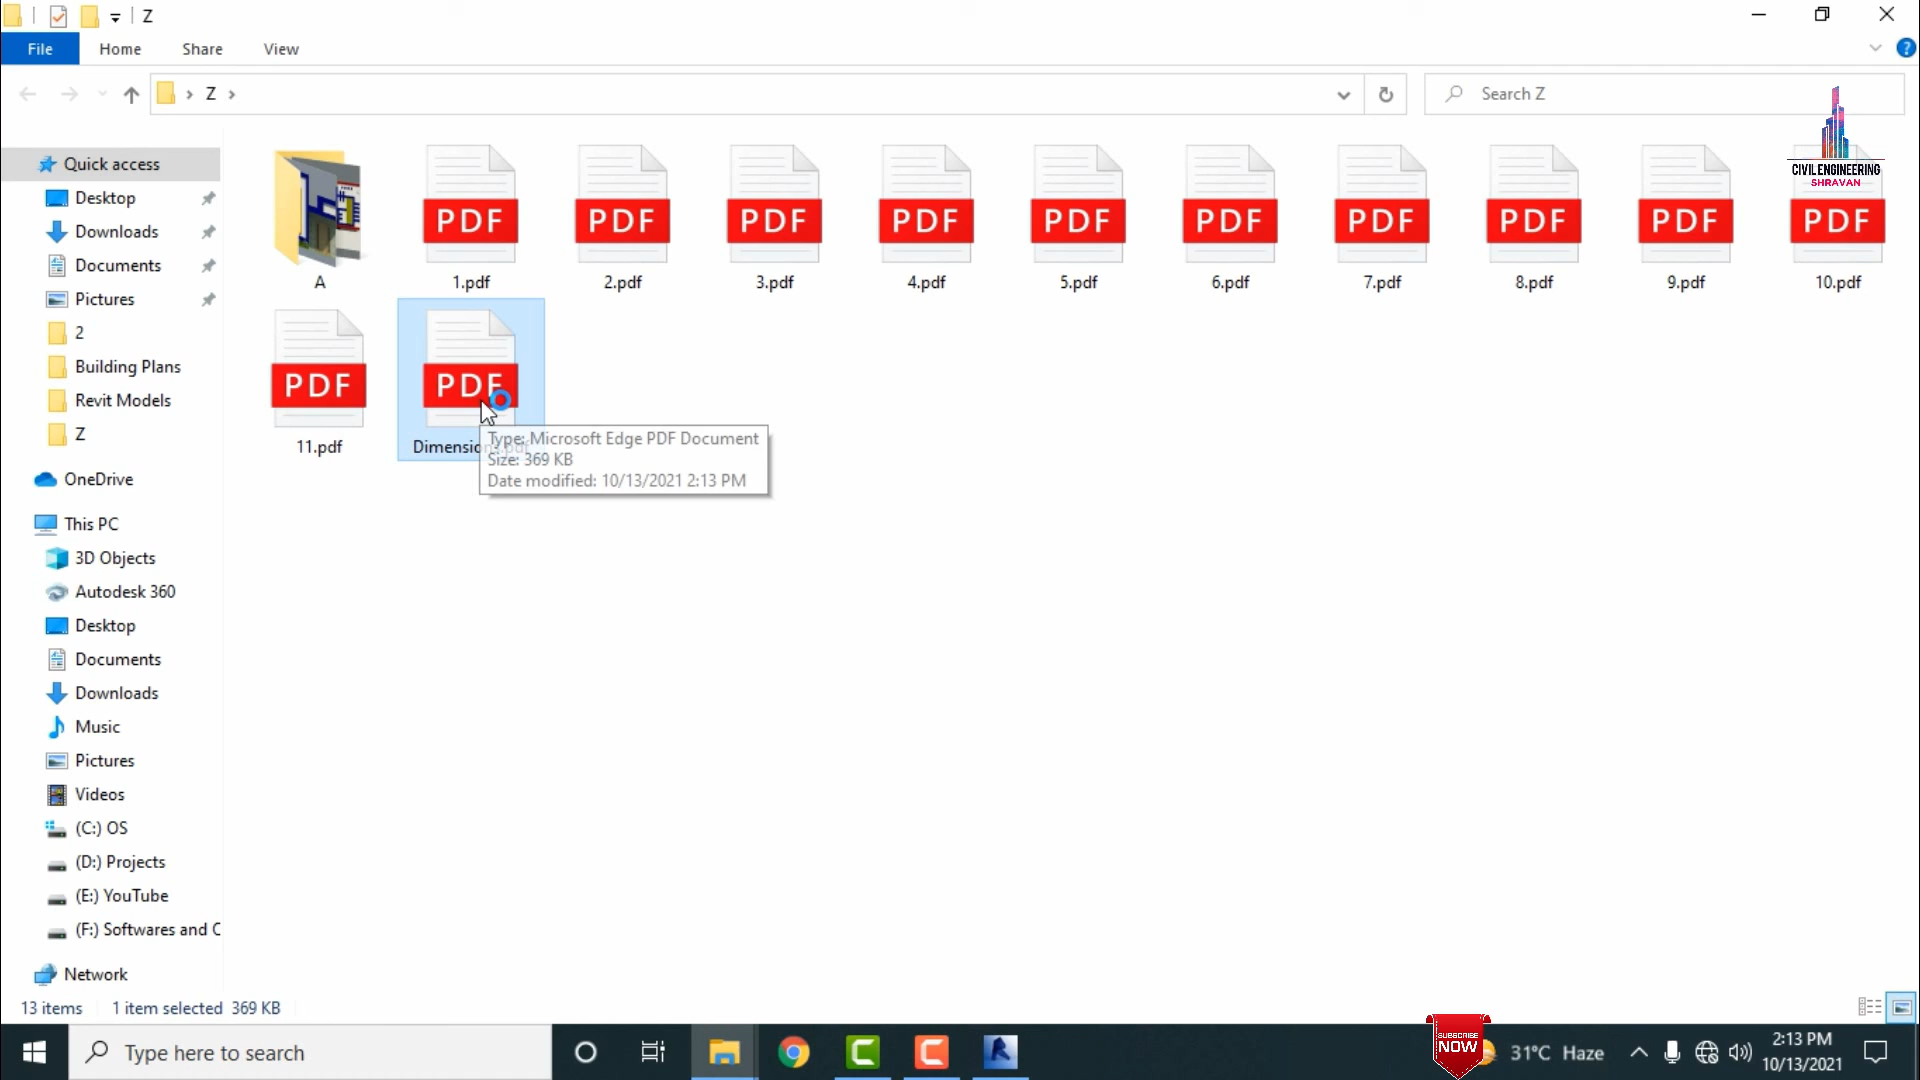 Z
File Home Share View
Z
Search Z
CIVIL ENGINEERING
SHRAVAN
Quick access
Desktop
Downloads
Documents
Pictures
2
Building Plans
Revit Models
Z
OneDrive
This PC
3D Objects
Autodesk 360
Desktop
Documents
Downloads
Music
Pictures
Videos
(C:) OS
(D:) Projects
(E:) YouTube
(F:) Softwares and C
Network
PDF PDF PDF PDF PDF PDF PDF PDF PDF PDF
A 1.pdf 2.pdf 3.pdf 4.pdf 5.pdf 6.pdf 7.pdf 8.pdf 9.pdf 10.pdf
PDF PDF
11.pdf
Type: Microsoft Edge PDF Document
Size: 369 KB
Date modified: 10/13/2021 2:13 PM
13 items 1 item selected 369 KB
Type here to search
SUBSCRIBE
NOW
31°C Haze
2:13 PM
10/13/2021